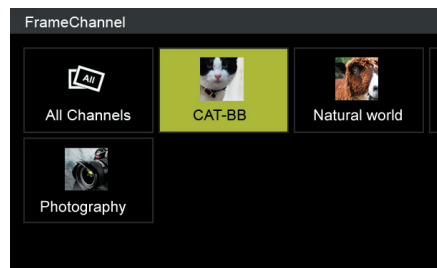 FrameChannel
All
All Channels
CAT-BB
Natural world
Photography